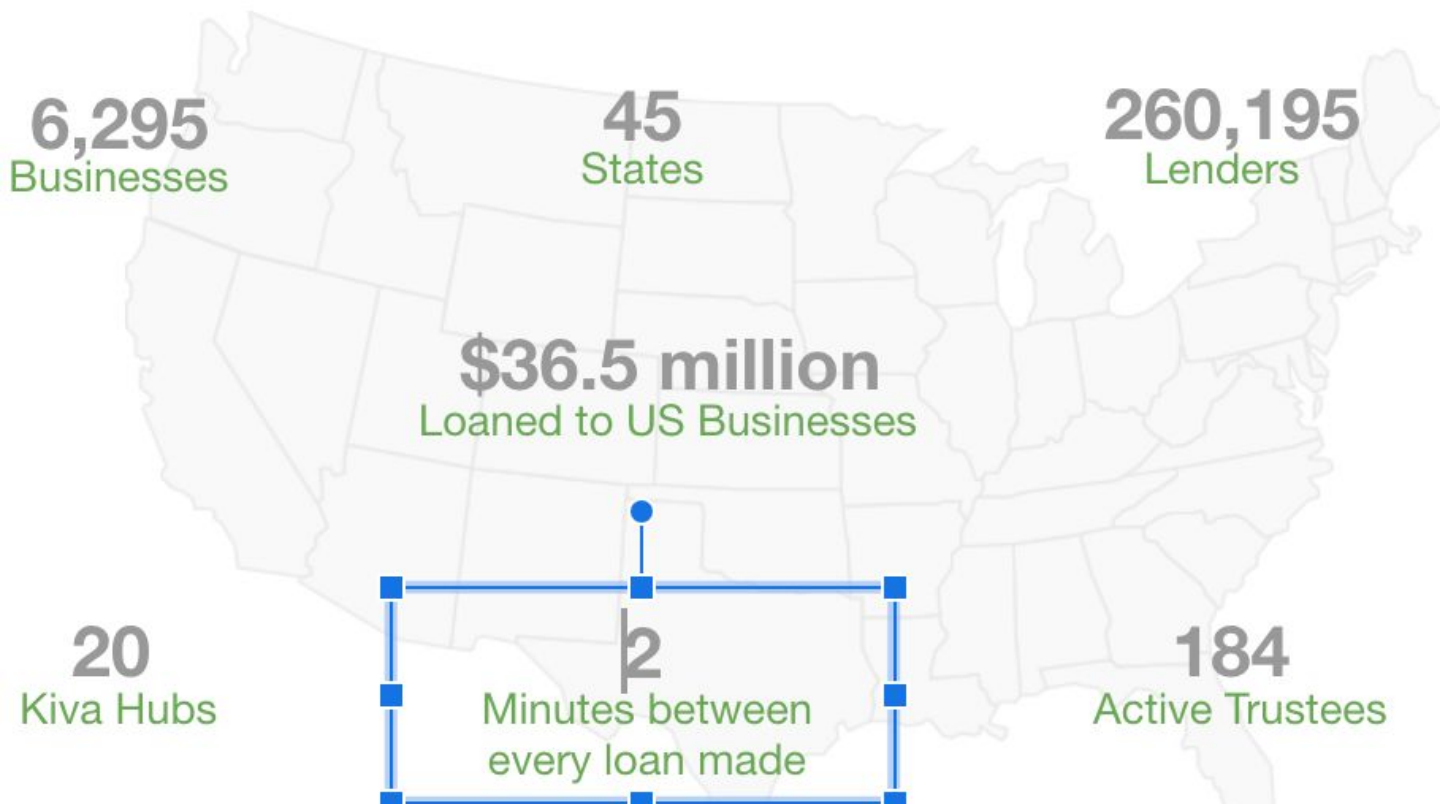 6,295
Businesses
45
States
260,195
Lenders
$36.5 million
Loaned to US Businesses
20
Kiva Hubs
2
Minutes between
every loan made
184
Active Trustees